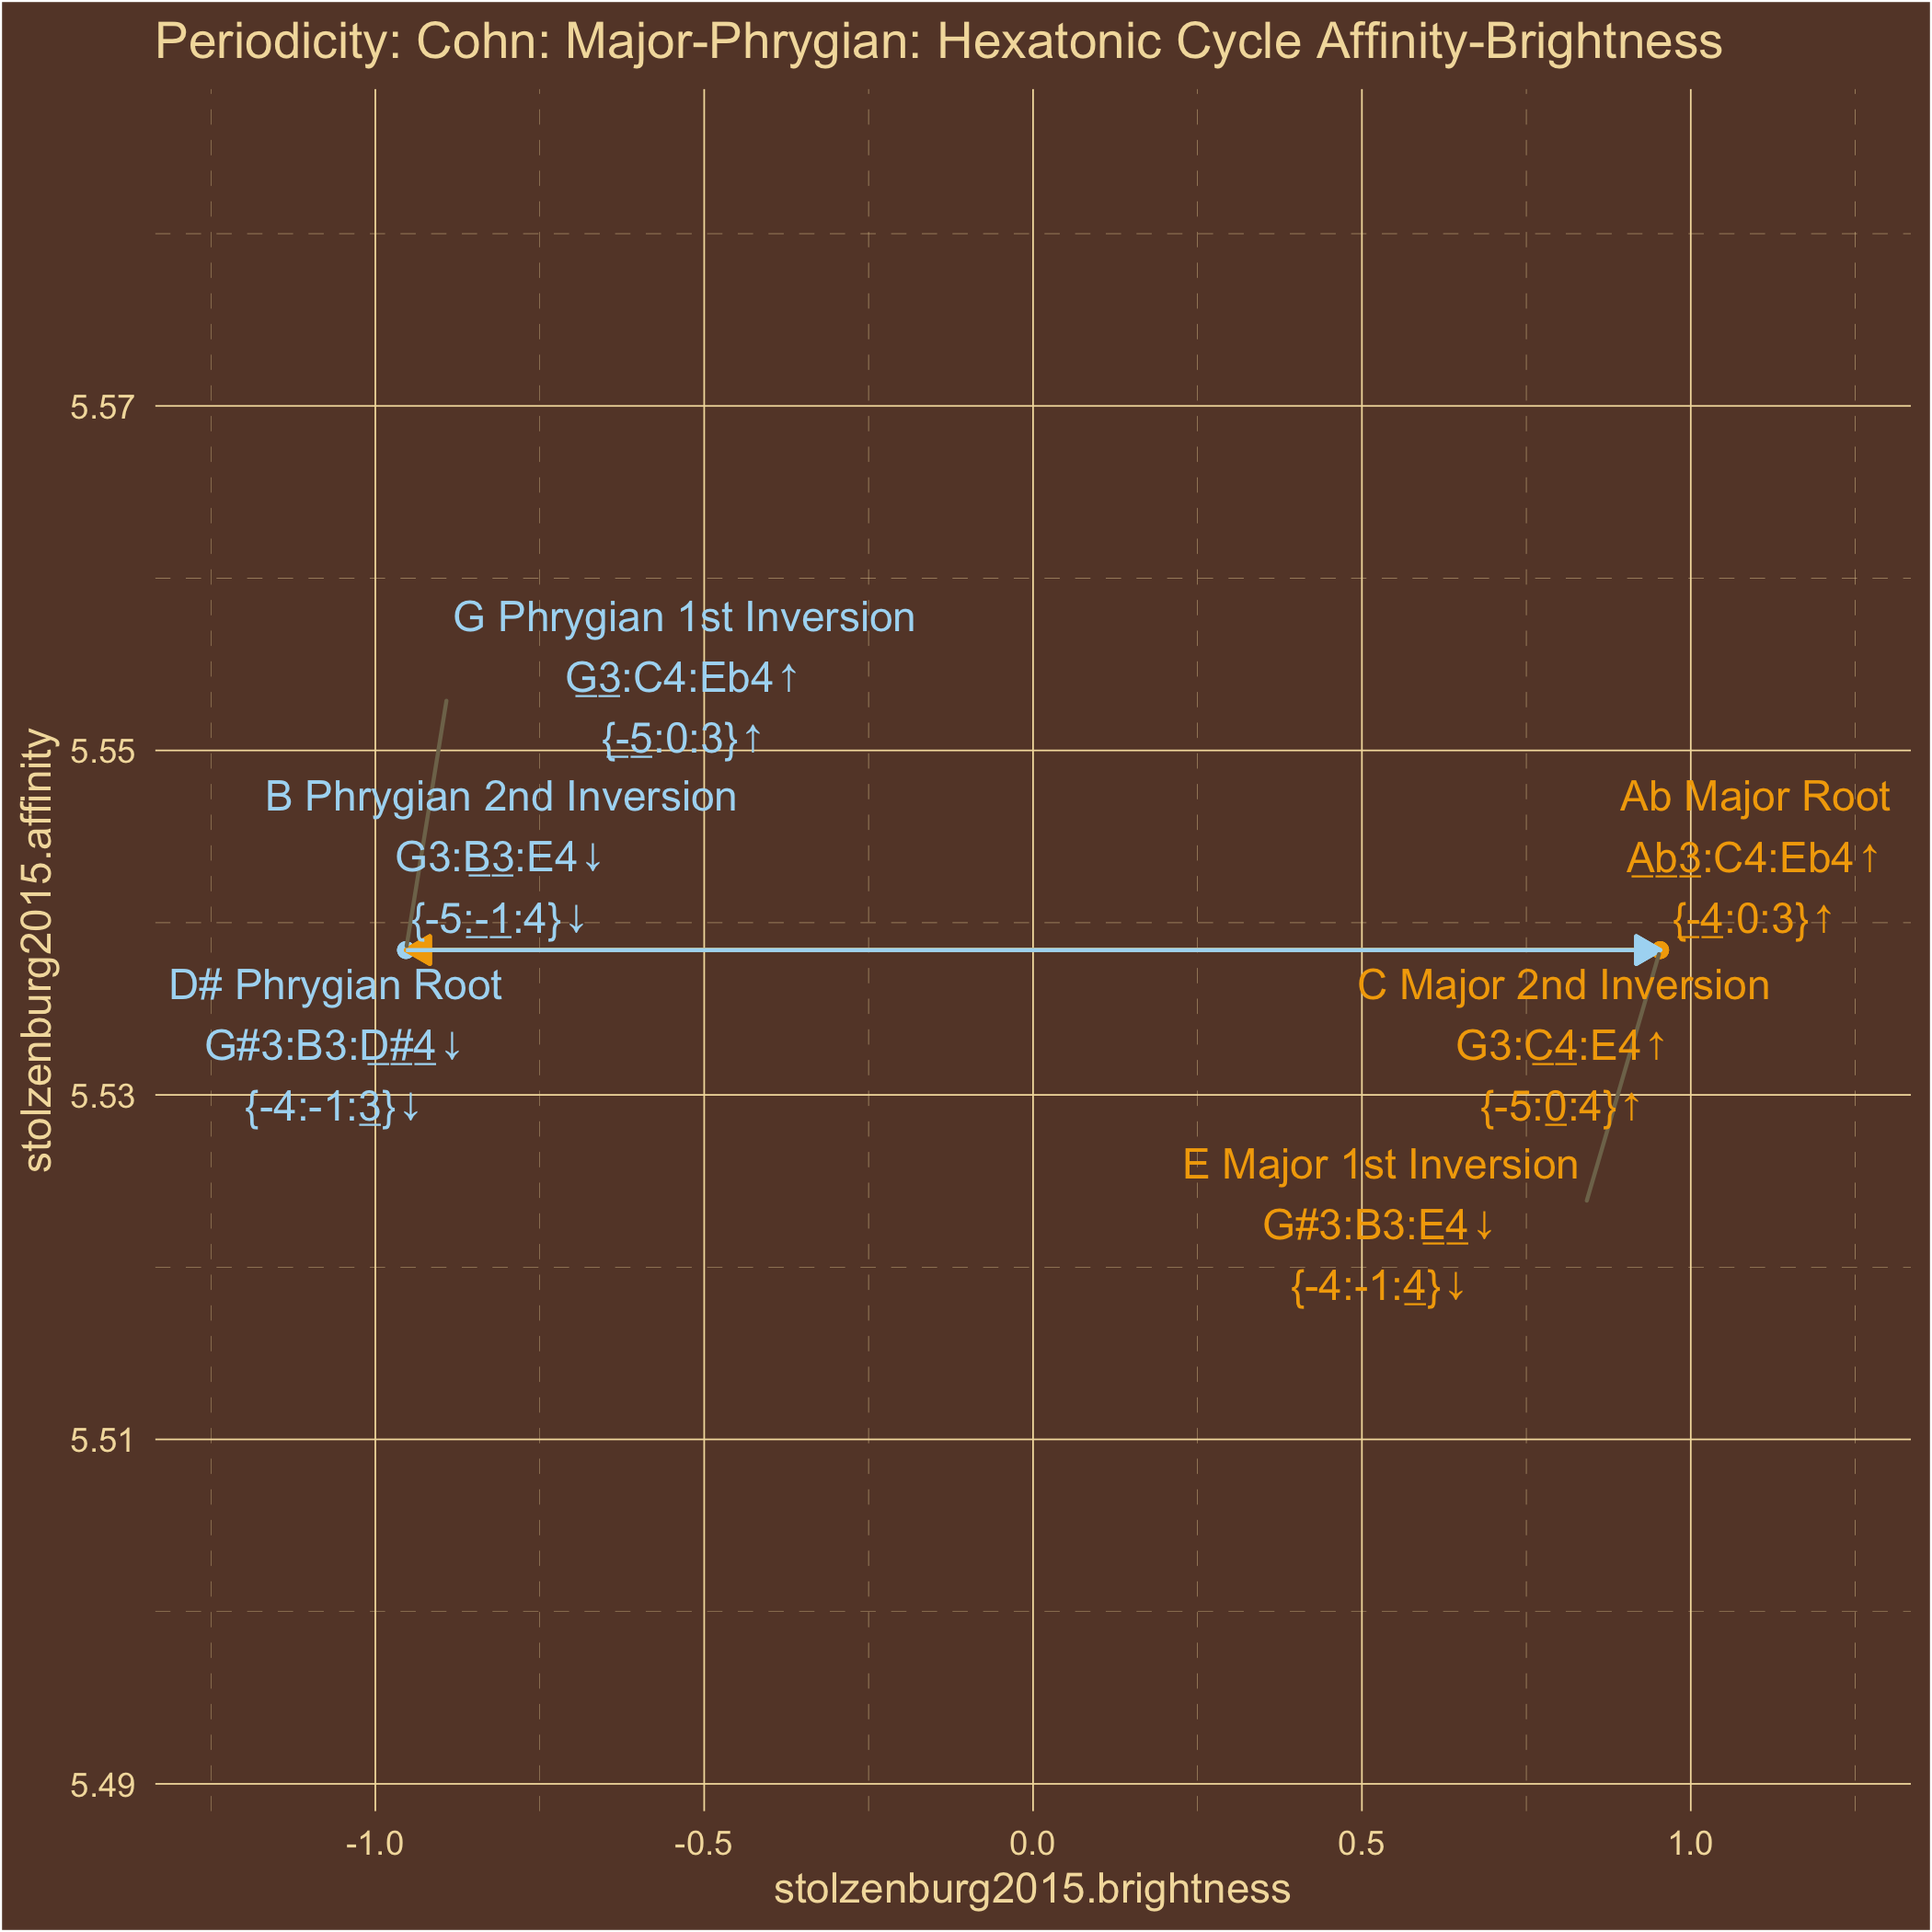 Periodicity: Cohn: Major-Phrygian: Hexatonic Cycle Affinity-Brightness
stolzenburg2015.affinity
5.57
5.55
5.53
5.51
5.49
G Phrygian 1st Inversion
G3:C4:Eb4↑
{-5:0:3}↑
B Phrygian 2nd Inversion
G3:B3:E4↓
{-5:-1:4}↓
Ab Major Root
Ab3:C4:Eb4↑
{-4:0:3}↑
D# Phrygian Root
G#3:B3:D#4↓
{-4:-1:3}↓
C Major 2nd Inversion
G3:C4:E4↑
{-5:0:4}↑
E Major 1st Inversion
G#3:B3:E4↓
{-4:-1:4}↓
-1.0 -0.5 0.0 0.5 1.0
stolzenburg2015.brightness